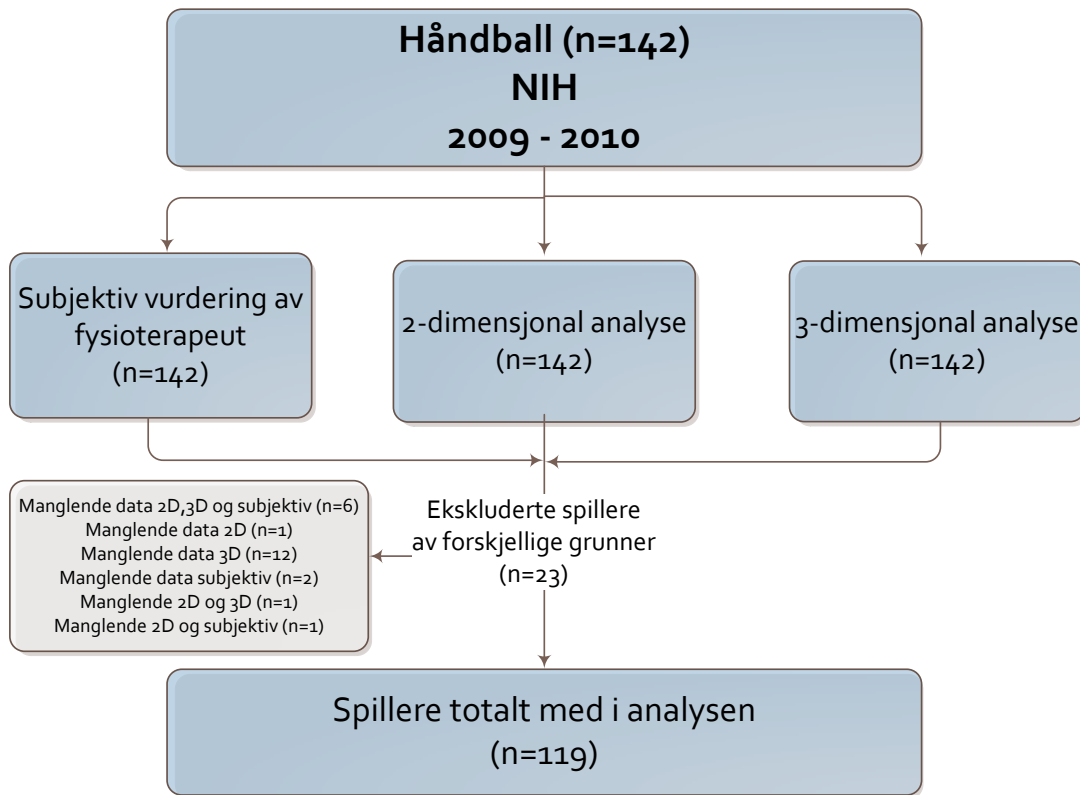 Håndball (n=142)
NIH
2009 - 2010
Subjektiv vurdering av
fysioterapeut
(n=142)
2-dimensjonal analyse
(n=142)
3-dimensjonal analyse
(n=142)
Manglende data 2D,3D og subjektiv (n=6)
Manglende data 2D (n=1)
Manglende data 3D (n=12)
Manglende data subjektiv (n=2)
Manglende 2D og 3D (n=1)
Manglende 2D og subjektiv (n=1)
Ekskluderte spillere
av forskjellige grunner
(n=23)
Spillere totalt med i analysen
(n=119)